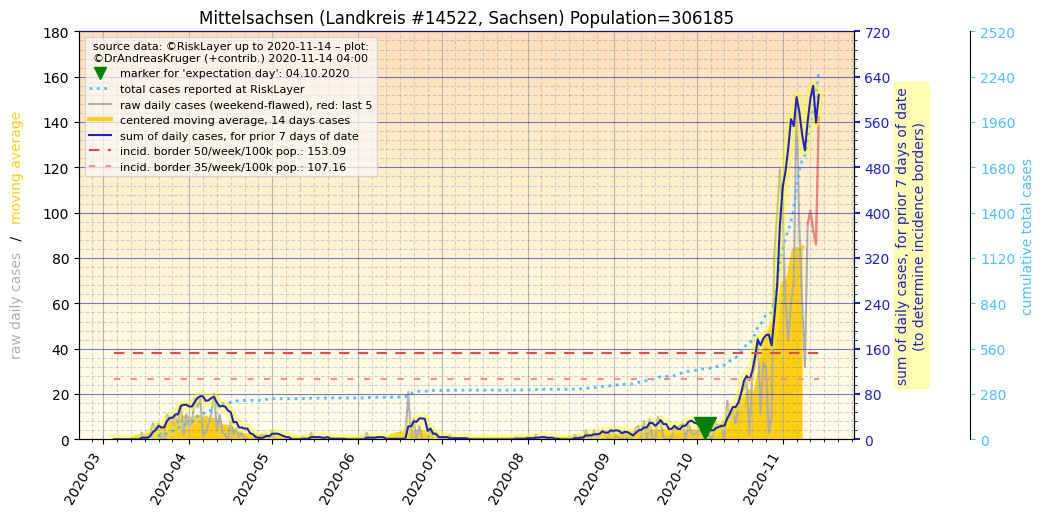 Mittelsachsen (Landkreis #14522, Sachsen) Population=306185
source data: ©RiskLayer up to 2020-11-14 – plot:
©DrAndreasKruger (+contrib.) 2020-11-14 04:00
marker for 'expectation day': 04.10.2020
total cases reported at RiskLayer
raw daily cases (weekend-flawed), red: last 5
centered moving average, 14 days cases
sum of daily cases, for prior 7 days of date
incid. border 50/week/100k pop.: 153.09
incid. border 35/week/100k pop.: 107.16
raw daily cases / moving average
180
160
140
120
100
80
60
40
20
0
2020-03
2020-04
2020-05
2020-06
2020-07
2020-08
2020-09
2020-10
2020-11
720
640
560
480
400
320
240
160
80
0
sum of daily cases, for prior 7 days of date
(to determine incidence borders)
2520
2240
1960
1680
1400
1120
840
560
280
0
cumulative total cases